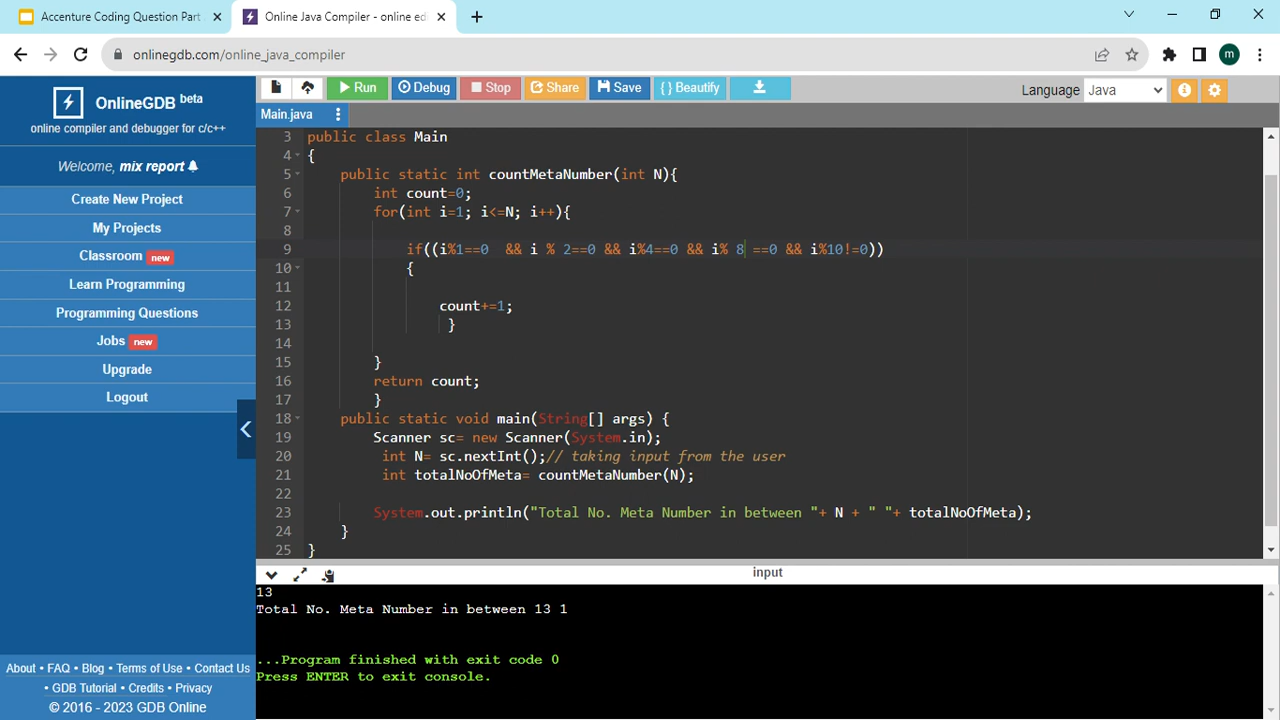 Accenture Coding Question Part
Online Java Compiler - online edi
onlinegdb.com/online_java_compiler
m
OnlineGDB beta
online compiler and debugger for c/c++
Welcome, mix report
Create New Project
My Projects
Classroom new
Learn Programming
Programming Questions
Jobs new
Upgrade
Logout
About • FAQ • Blog • Terms of Use • Contact Us
• GDB Tutorial • Credits • Privacy
© 2016 - 2023 GDB Online
Run Debug Stop Share Save { } Beautify
Language Java
Main.java
3 public class Main
4 {
5 public static int countMetaNumber(int N){
6 int count=0;
7 for(int i=1; i<=N; i++){
8
9 if((i%1==0  && i % 2==0 && i%4==0 && i% 8 ==0 && i%10!=0))
10 {
11
12 count+=1;
13 }
14
15 }
16 return count;
17 }
18 public static void main(String[] args) {
19 Scanner sc= new Scanner(System.in);
20 int N= sc.nextInt();// taking input from the user
21 int totalNoOfMeta= countMetaNumber(N);
22
23 System.out.println("Total No. Meta Number in between "+ N + " "+ totalNoOfMeta);
24 }
25 }
input
13
Total No. Meta Number in between 13 1
...Program finished with exit code 0
Press ENTER to exit console.